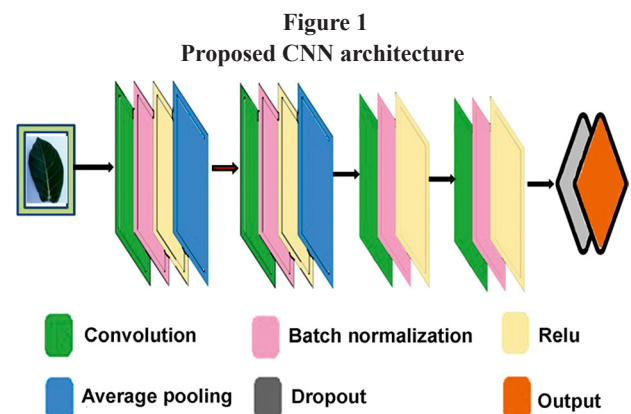 Figure 1
Proposed CNN architecture
Convolution
Batch normalization
Relu
Average pooling
Dropout
Output